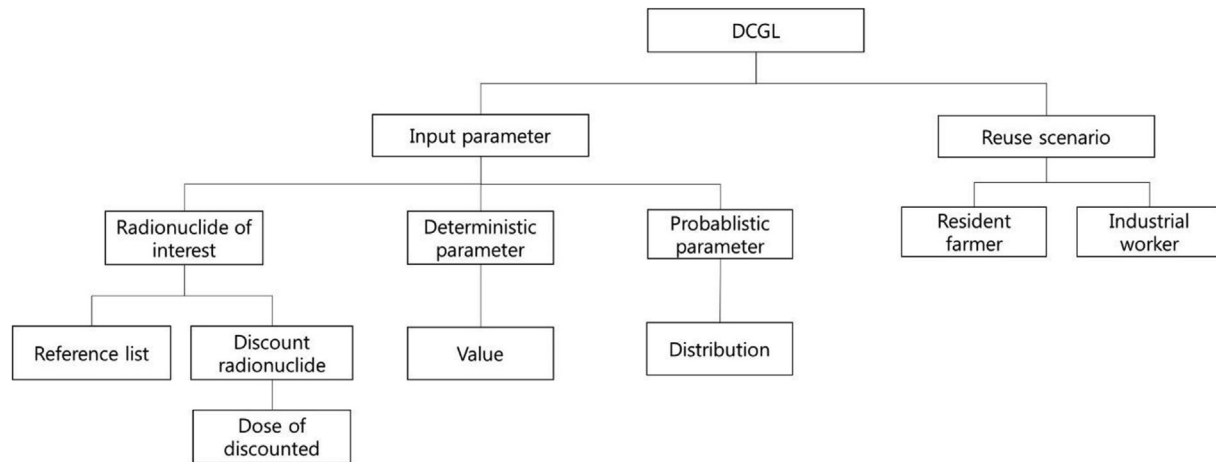 DCGL
Input parameter
Reuse scenario
Radionuclide of
interest
Deterministic
parameter
Probablistic
parameter
Resident
farmer
Industrial
worker
Reference list
Discount
radionuclide
Value
Distribution
Dose of
discounted